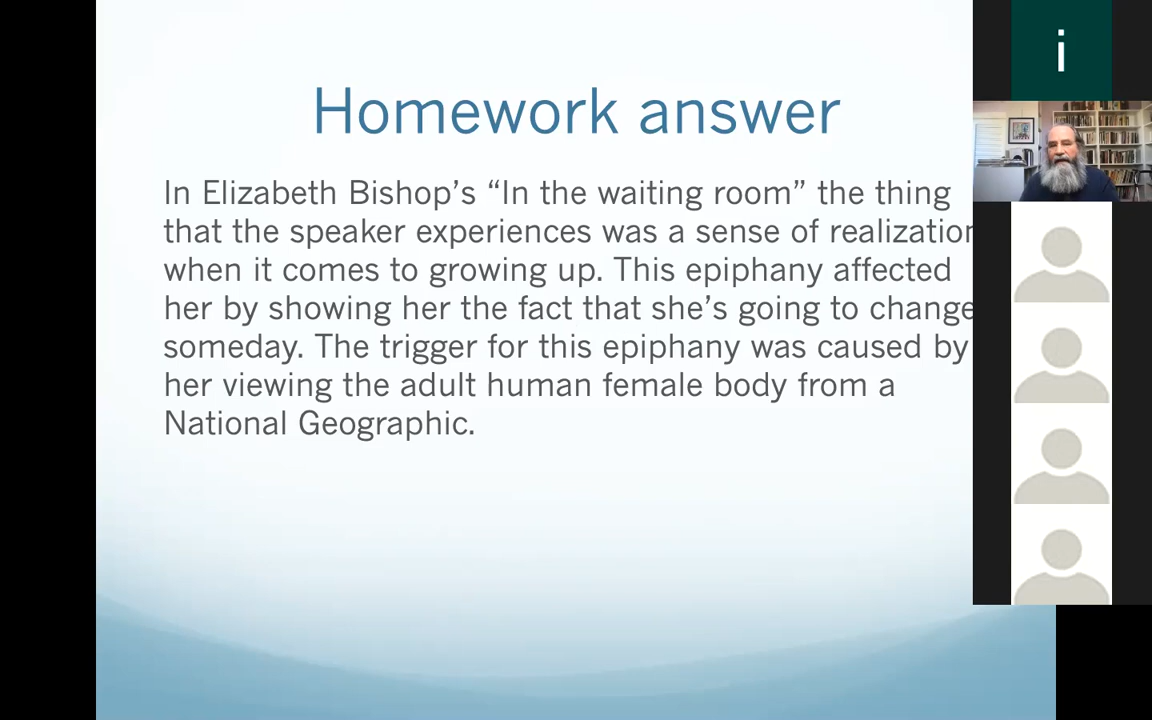 Homework answer
In Elizabeth Bishop's “In the waiting room” the thing
that the speaker experiences was a sense of realization
when it comes to growing up. This epiphany affected
her by showing her the fact that she's going to change
someday. The trigger for this epiphany was caused by
her viewing the adult human female body from a
National Geographic.
i